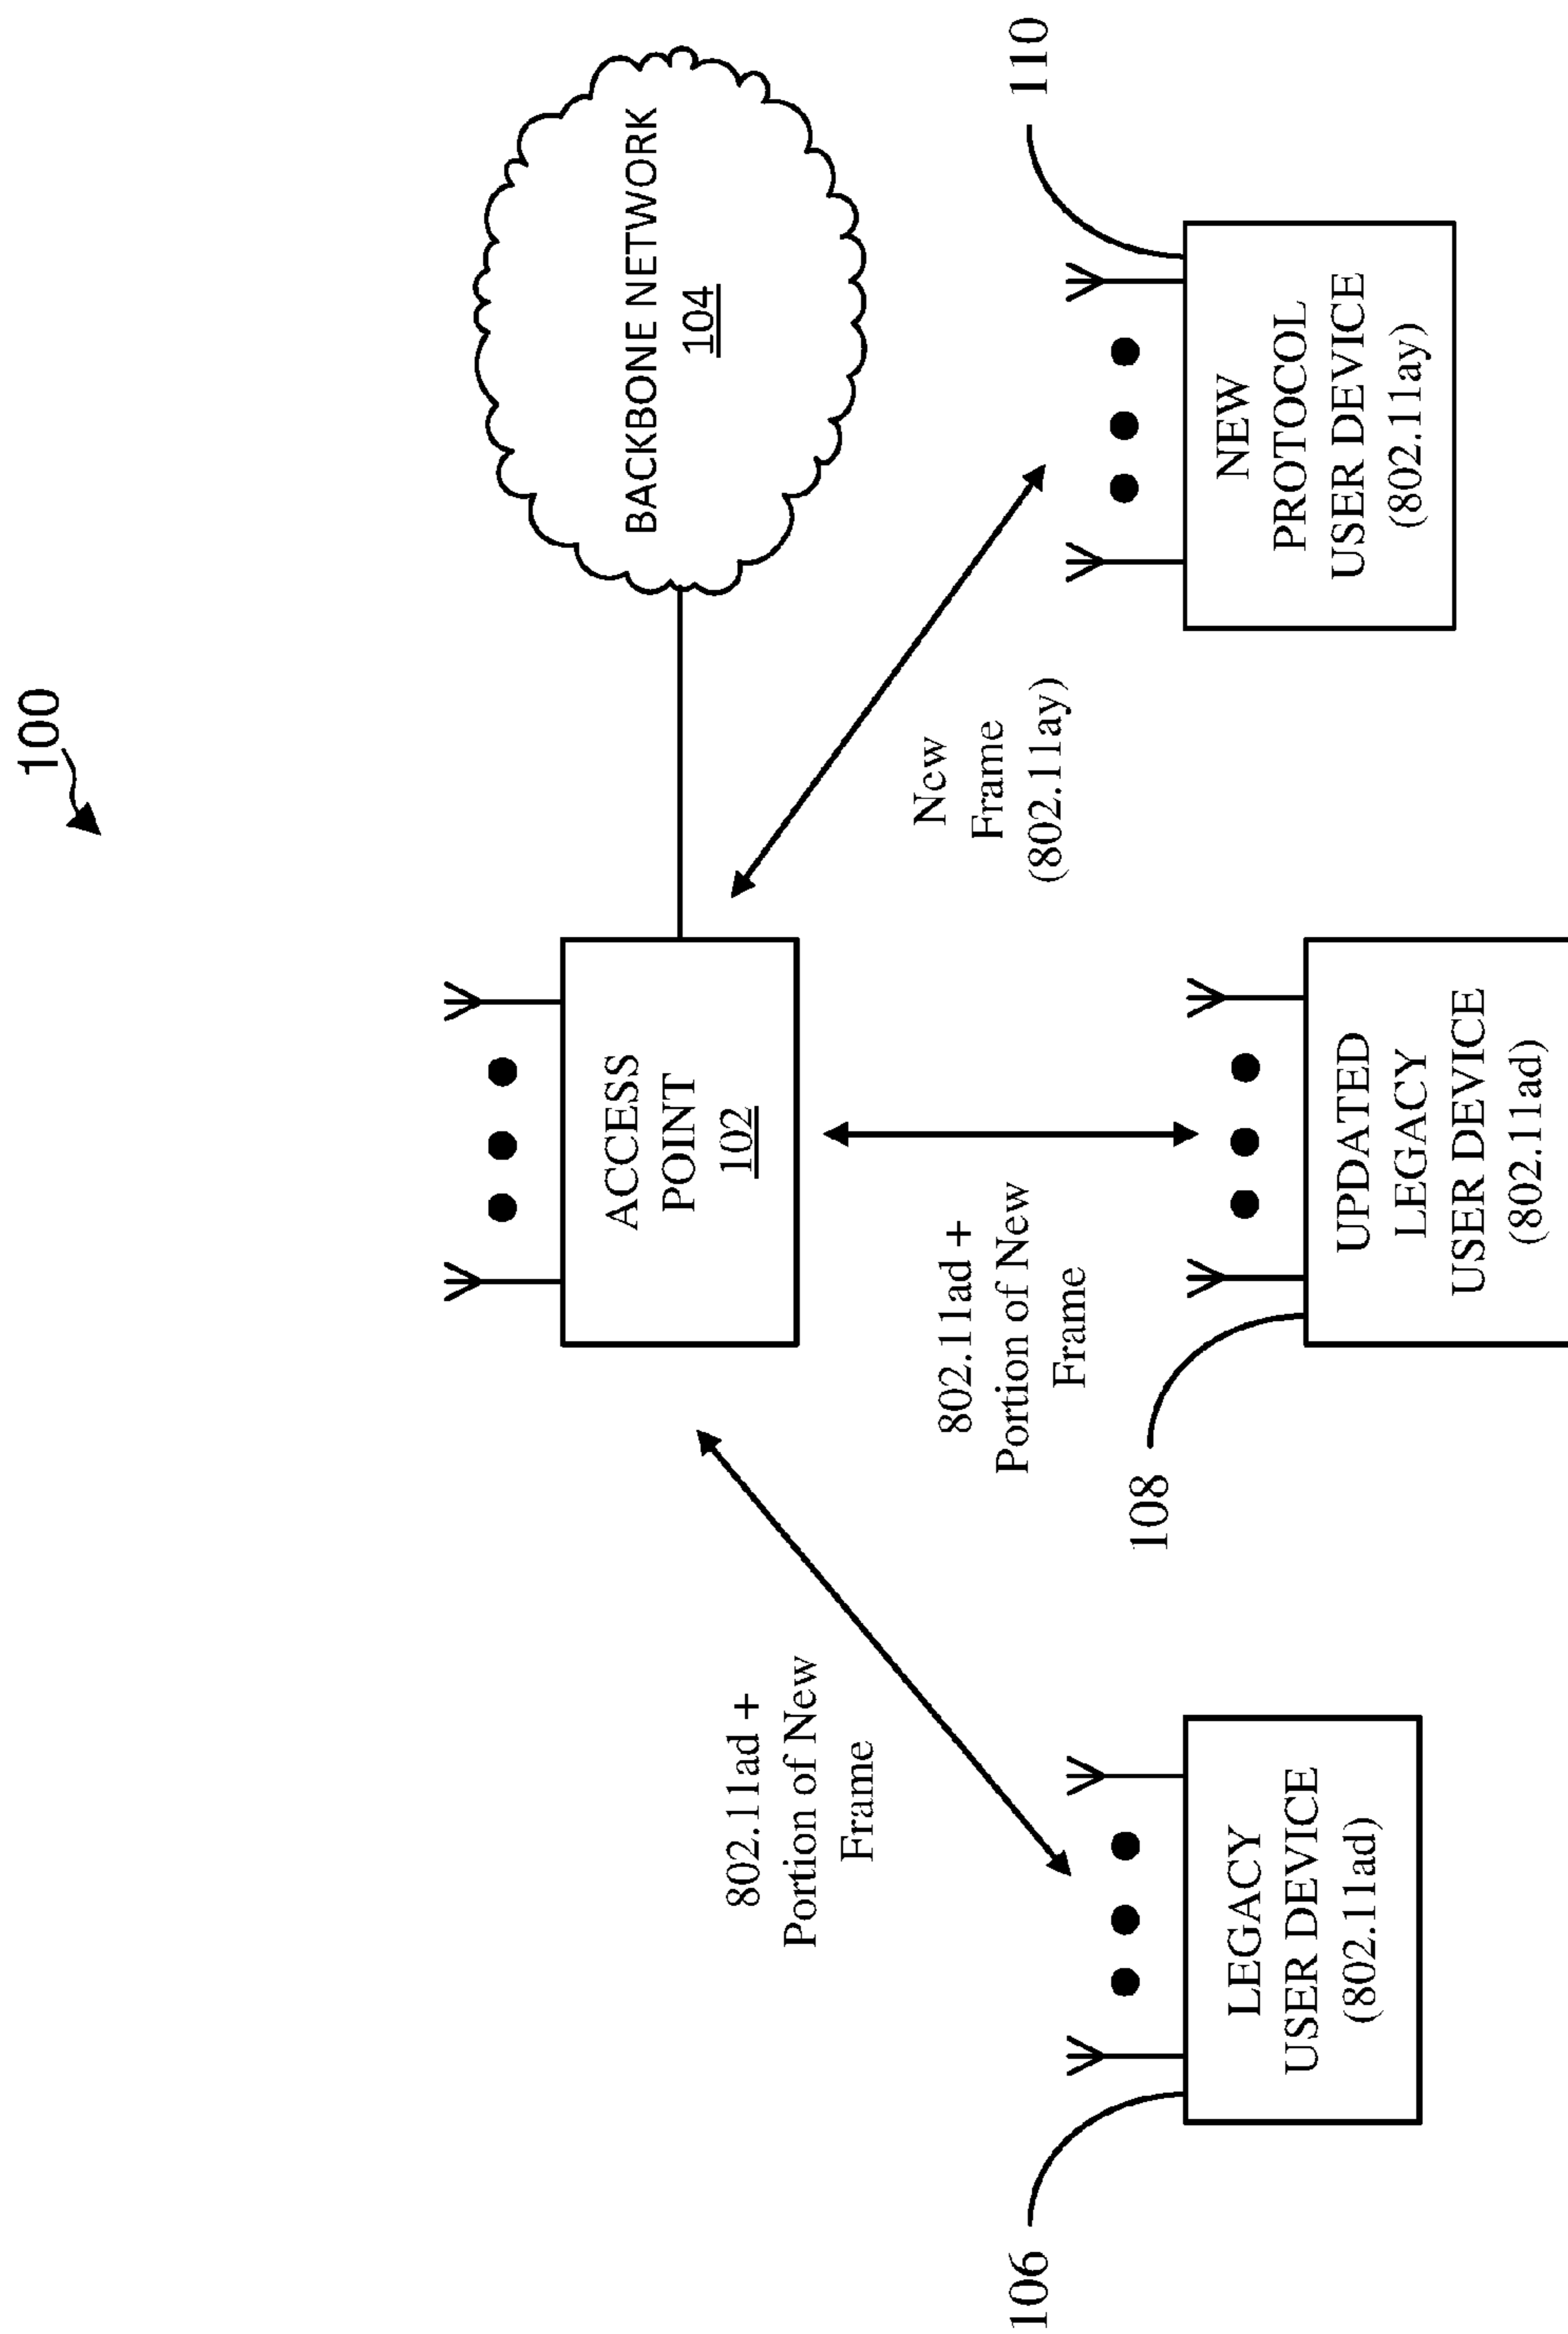 100
BACKBONE NETWORK
104
ACCESS
POINT
102
802.11ad +
Portion of New
Frame
802.11ad +
Portion of New
Frame
New
Frame
(802.11ay)
106
LEGACY
USER DEVICE
(802.11ad)
108
UPDATED
LEGACY
USER DEVICE
(802.11ad)
110
NEW
PROTOCOL
USER DEVICE
(802.11ay)